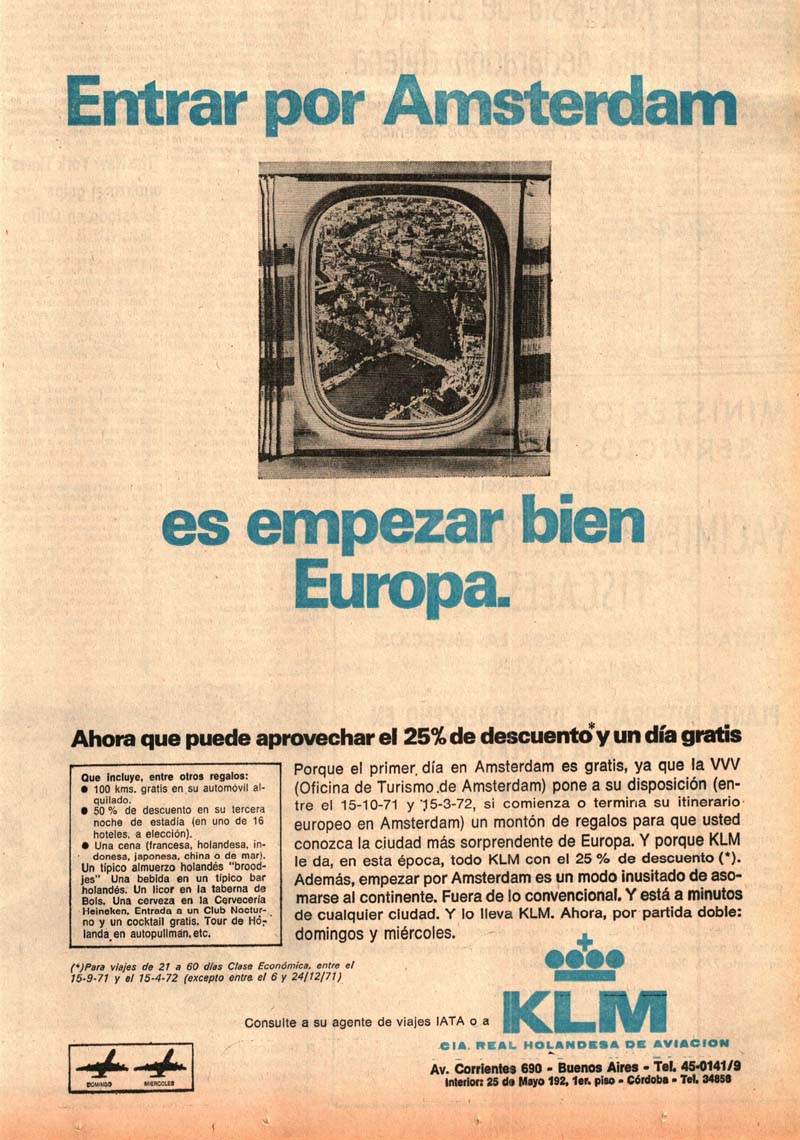 Entrar por Amsterdam
es empezar bien
Europa.
Ahora que puede aprovechar el 25% de descuento* y un día gratis
Que incluye, entre otros regalos:
● 100 kms. gratis en su automóvil al-
quilado.
● 50 % de descuento en su tercera
noche de estadía (en uno de 16
hoteles, a elección).
● Una cena (francesa, holandesa, in-
donesa, japonesa, china o de mar).
Un típico almuerzo holandés "brood-
jes" Una bebida en un típico bar
holandés. Un licor en la taberna de
Bols. Una cerveza en la Cervecería
Heineken. Entrada a un Club Noctur-
no y un cocktail gratis. Tour de Ho-
landa en autopullman, etc.
Porque el primer día en Amsterdam es gratis, ya que la VVV
(Oficina de Turismo de Amsterdam) pone a su disposición (en-
tre el 15-10-71 y 15-3-72, si comienza o termina su itinerario
europeo en Amsterdam) un montón de regalos para que usted
conozca la ciudad más sorprendente de Europa. Y porque KLM
le da, en esta época, todo KLM con el 25 % de descuento (*).
Además, empezar por Amsterdam es un modo inusitado de aso-
marse al continente. Fuera de lo convencional. Y está a minutos
de cualquier ciudad. Y lo lleva KLM. Ahora, por partida doble:
domingos y miércoles.
(*)Para viajes de 21 a 60 días Clase Económica, entre el
15-9-71 y el 15-4-72 (excepto entre el 6 y 24/12/71)
Consulte a su agente de viajes IATA o a
KLM
CIA. REAL HOLANDESA DE AVIACION
DOMINGO MIERCOLES
Av. Corrientes 690 - Buenos Aires - Tel. 45-0141/9
Interior: 25 de Mayo 192, 1er. piso - Córdoba - Tel. 34856